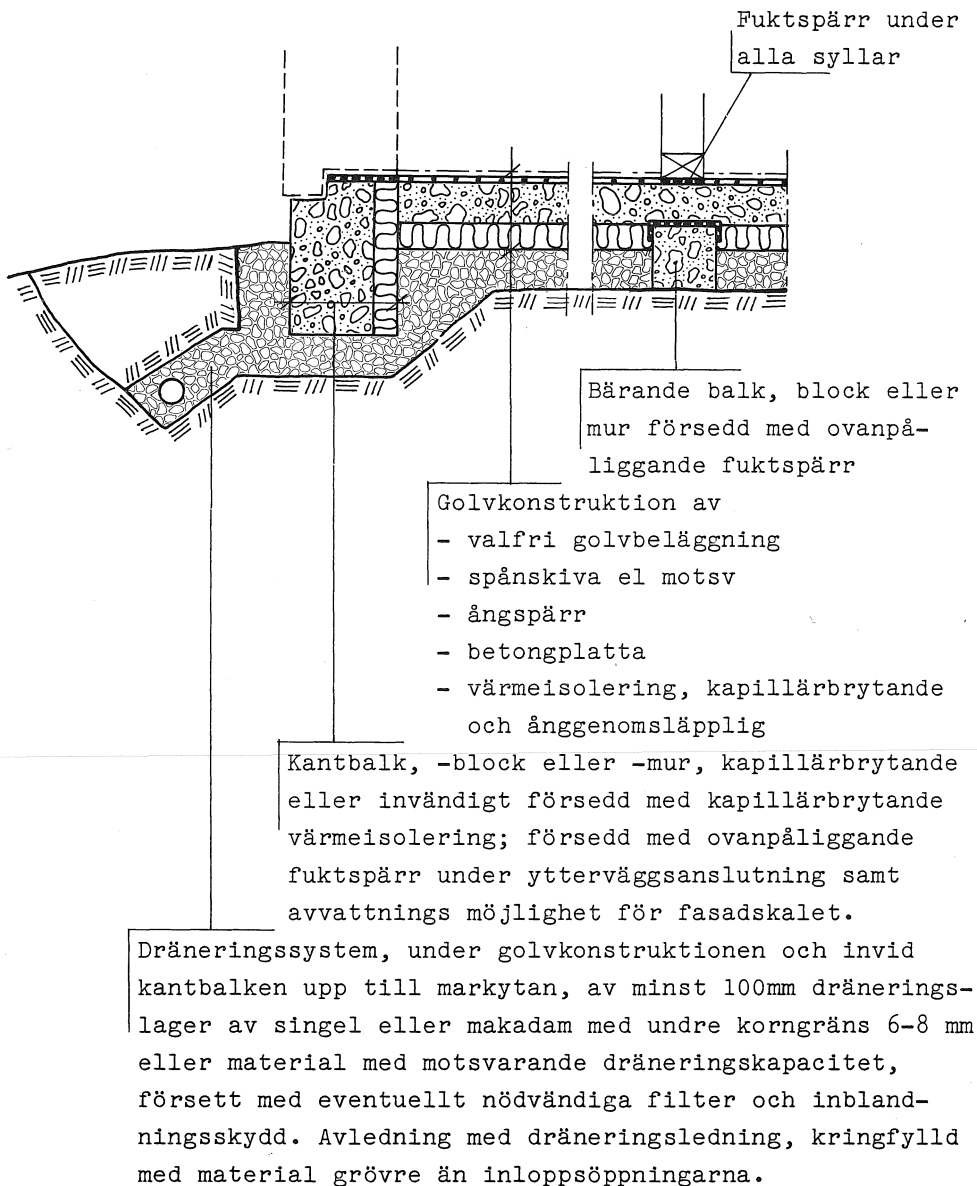 Fuktspärr under
alla syllar
Bärande balk, block eller
mur försedd med ovanpå-
liggande fuktspärr
Golvkonstruktion av
- valfri golvbeläggning
- spånskiva el motsv
- ångspärr
- betongplatta
- värmeisolering, kapillärbrytande
och ånggenomsläpplig
Kantbalk, -block eller -mur, kapillärbrytande
eller invändigt försedd med kapillärbrytande
värmeisolering; försedd med ovanpåliggande
fuktspärr under ytterväggsanslutning samt
avvattnings möjlighet för fasadskalet.
Dräneringssystem, under golvkonstruktionen och invid
kantbalken upp till markytan, av minst 100mm dränerings-
lager av singel eller makadam med undre korngräns 6-8 mm
eller material med motsvarande dräneringskapacitet,
försett med eventuellt nödvändiga filter och inbland-
ningsskydd. Avledning med dräneringsledning, kringfylld
med material grövre än inloppsöppningarna.